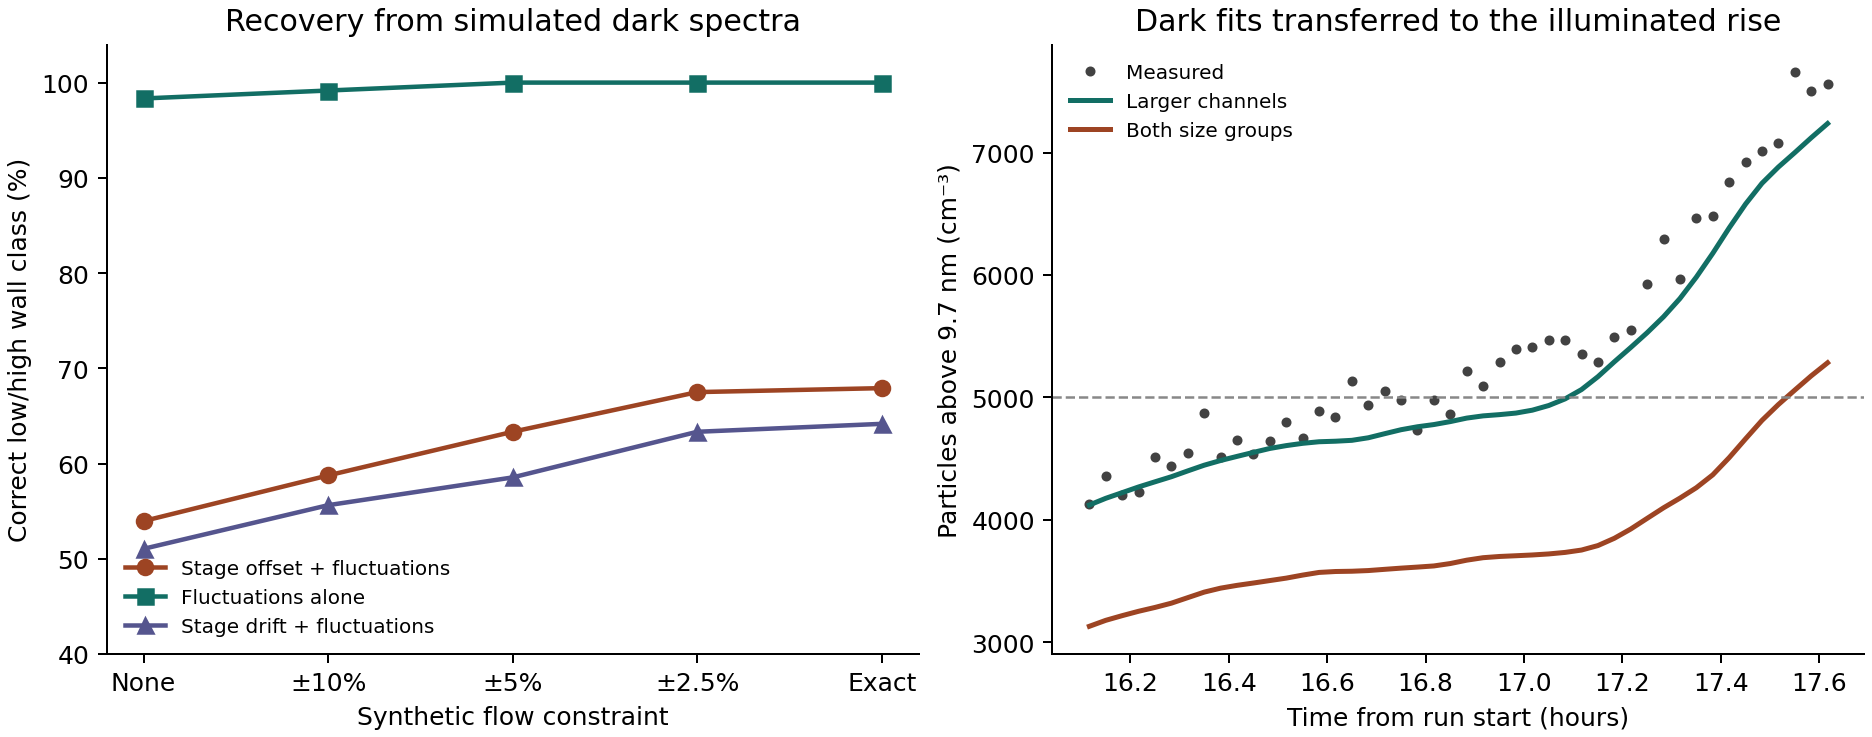 Recovery from simulated dark spectra
Correct low/high wall class (%)
100
90
80
70
60
50
40
Stage offset + fluctuations
Fluctuations alone
Stage drift + fluctuations
None ±10% ±5% ±2.5% Exact
Synthetic flow constraint
Dark fits transferred to the illuminated rise
Particles above 9.7 nm (cm⁻³)
Measured
Larger channels
Both size groups
7000
6000
5000
4000
3000
16.2 16.4 16.6 16.8 17.0 17.2 17.4 17.6
Time from run start (hours)